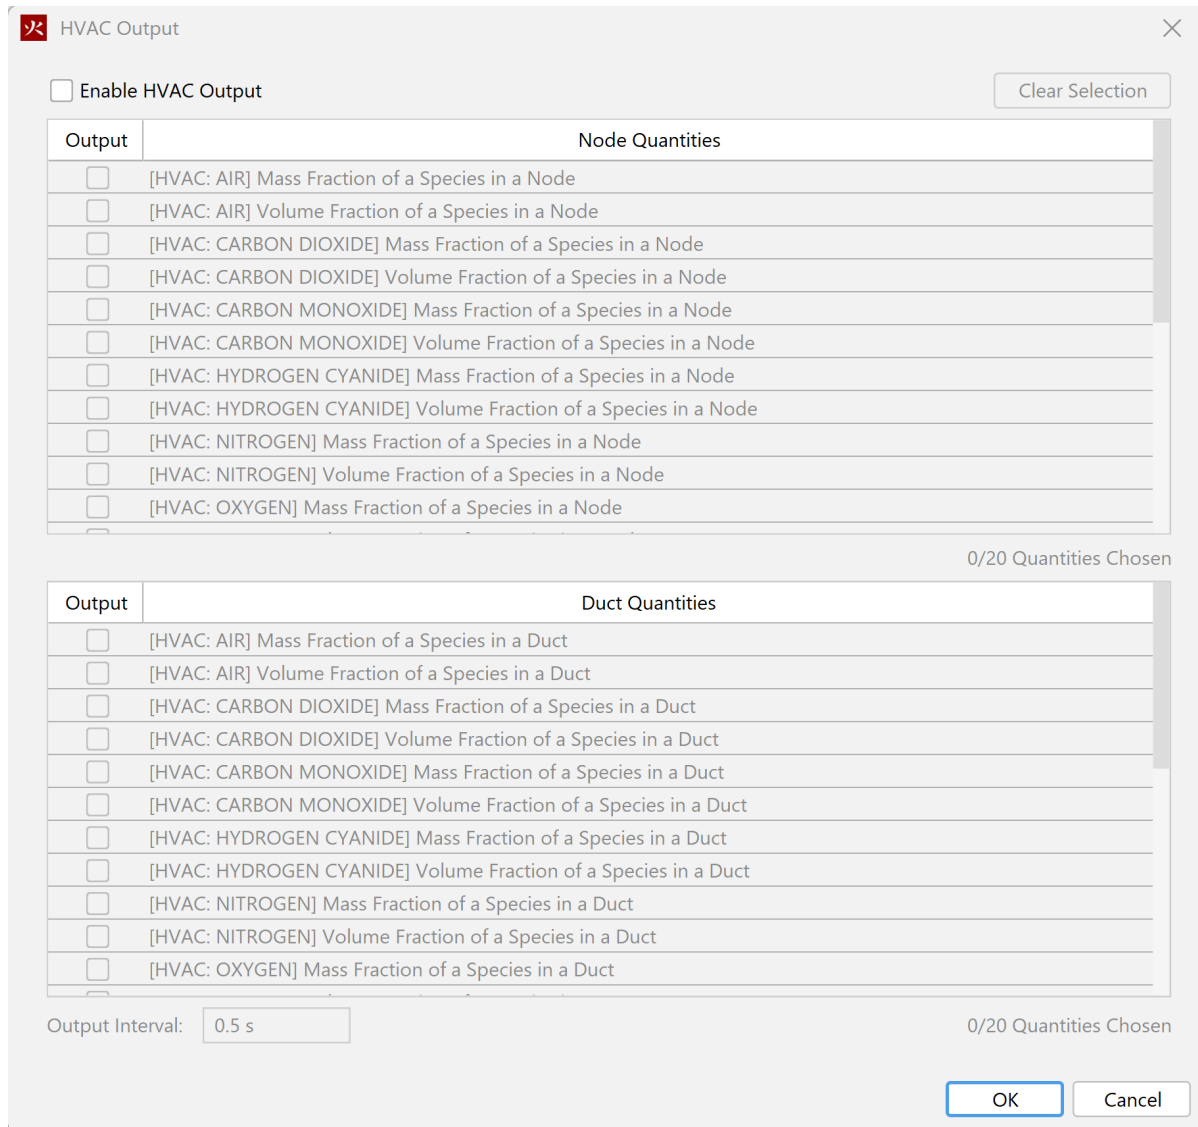 火 HVAC Output
Enable HVAC Output Clear Selection
Output Node Quantities
[HVAC: AIR] Mass Fraction of a Species in a Node
[HVAC: AIR] Volume Fraction of a Species in a Node
[HVAC: CARBON DIOXIDE] Mass Fraction of a Species in a Node
[HVAC: CARBON DIOXIDE] Volume Fraction of a Species in a Node
[HVAC: CARBON MONOXIDE] Mass Fraction of a Species in a Node
[HVAC: CARBON MONOXIDE] Volume Fraction of a Species in a Node
[HVAC: HYDROGEN CYANIDE] Mass Fraction of a Species in a Node
[HVAC: HYDROGEN CYANIDE] Volume Fraction of a Species in a Node
[HVAC: NITROGEN] Mass Fraction of a Species in a Node
[HVAC: NITROGEN] Volume Fraction of a Species in a Node
[HVAC: OXYGEN] Mass Fraction of a Species in a Node
0/20 Quantities Chosen
Output Duct Quantities
[HVAC: AIR] Mass Fraction of a Species in a Duct
[HVAC: AIR] Volume Fraction of a Species in a Duct
[HVAC: CARBON DIOXIDE] Mass Fraction of a Species in a Duct
[HVAC: CARBON DIOXIDE] Volume Fraction of a Species in a Duct
[HVAC: CARBON MONOXIDE] Mass Fraction of a Species in a Duct
[HVAC: CARBON MONOXIDE] Volume Fraction of a Species in a Duct
[HVAC: HYDROGEN CYANIDE] Mass Fraction of a Species in a Duct
[HVAC: HYDROGEN CYANIDE] Volume Fraction of a Species in a Duct
[HVAC: NITROGEN] Mass Fraction of a Species in a Duct
[HVAC: NITROGEN] Volume Fraction of a Species in a Duct
[HVAC: OXYGEN] Mass Fraction of a Species in a Duct
Output Interval: 0.5 s 0/20 Quantities Chosen
OK Cancel